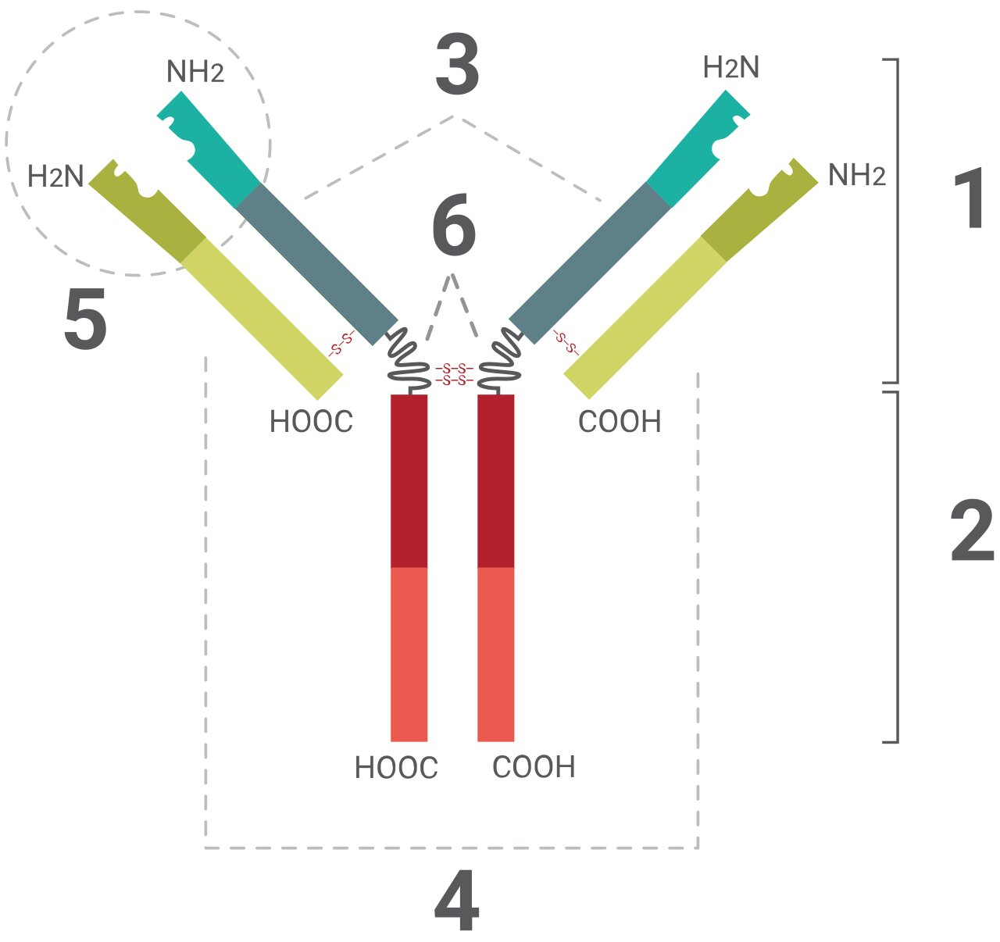 3
NH2
H2N
H2N
NH2
1
6
5
-S-S-
-S-S-
-S-S-
-S-S-
HOOC
COOH
2
HOOC
COOH
4